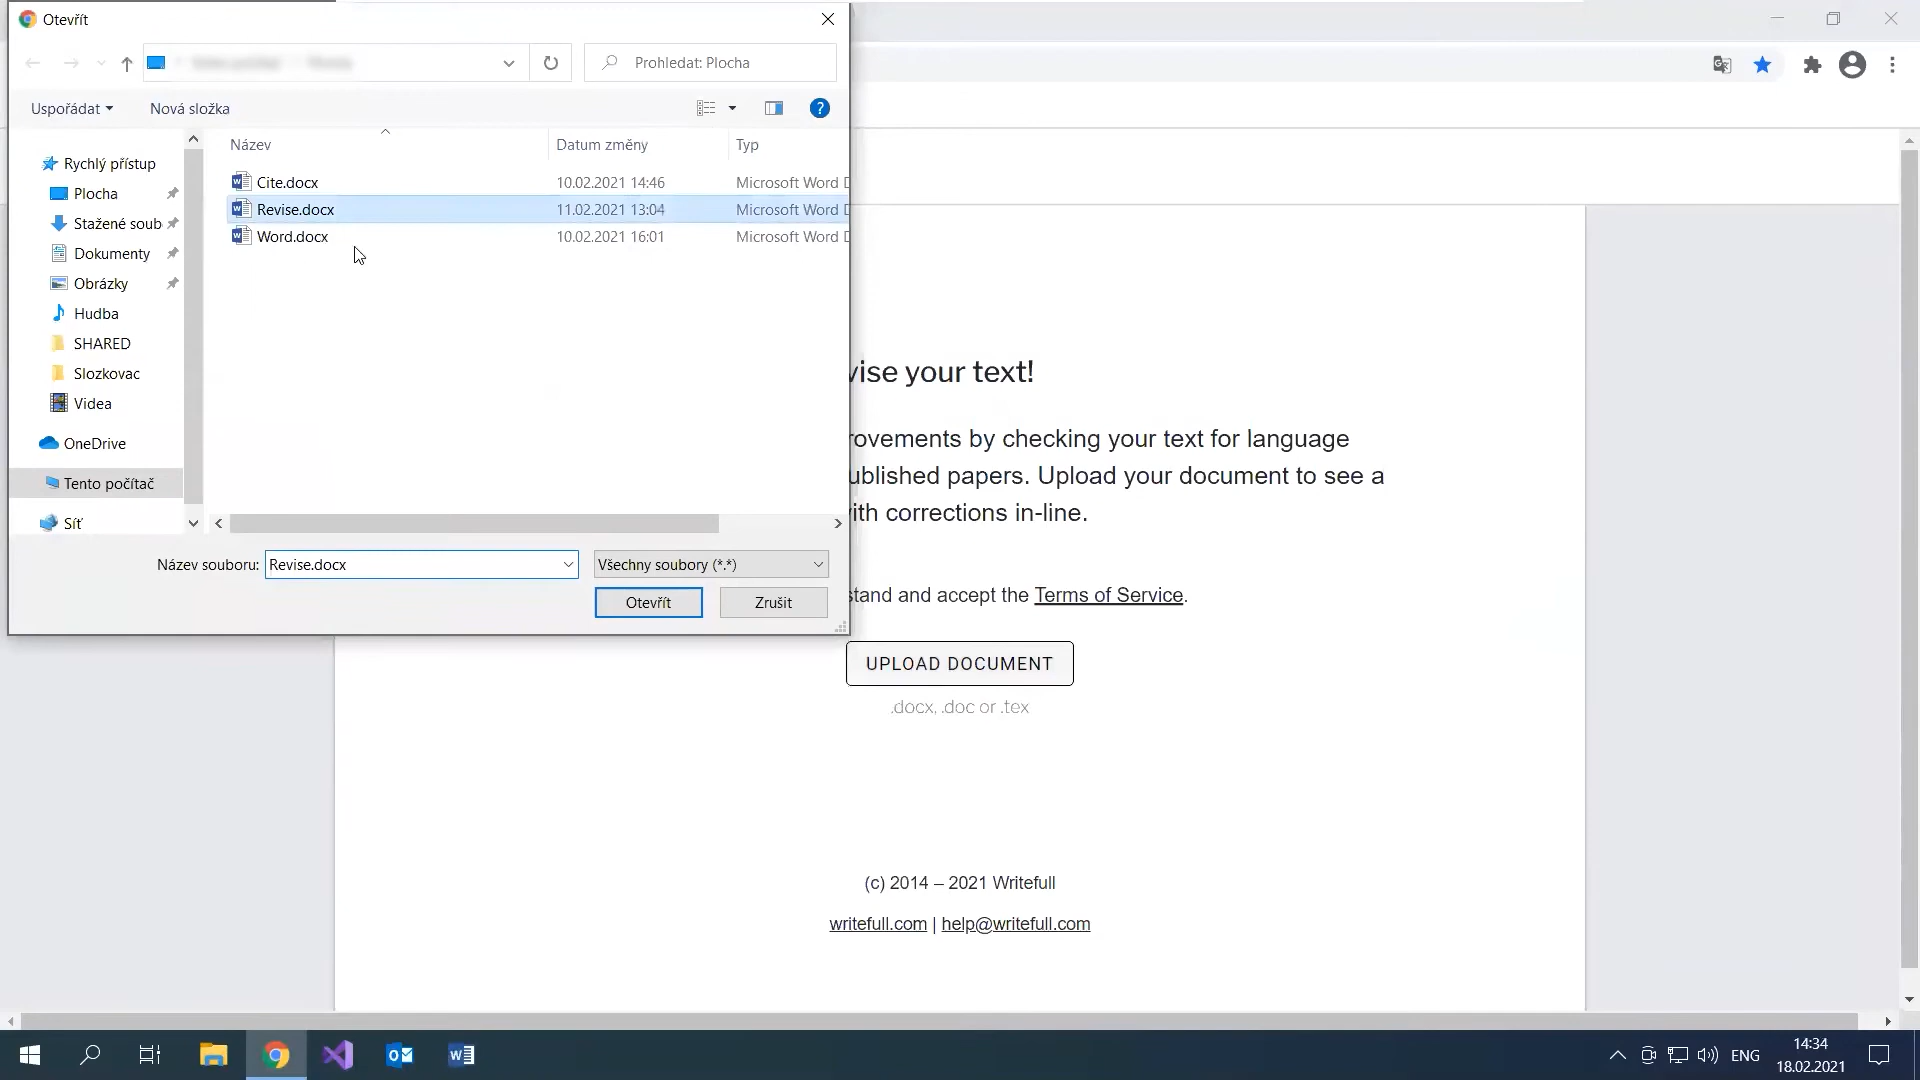 Otevřít
Prohledat: Plocha
Uspořádat
Nová složka
?
Název
Datum změny
Typ
Rychlý přístup
Plocha
Stažené soub
Dokumenty
Obrázky
Hudba
SHARED
Slozkovac
Videa
OneDrive
Tento počítač
Síť
Cite.docx 10.02.2021 14:46 Microsoft Word D
Revise.docx 11.02.2021 13:04 Microsoft Word D
Word.docx 10.02.2021 16:01 Microsoft Word D
Název souboru: Revise.docx
Všechny soubory (*.*)
Otevřít
Zrušit
vise your text!
rovements by checking your text for language
ublished papers. Upload your document to see a
ith corrections in-line.
stand and accept the Terms of Service.
UPLOAD DOCUMENT
.docx, .doc or .tex
(c) 2014 – 2021 Writefull
writefull.com | help@writefull.com
ENG
14:34
18.02.2021